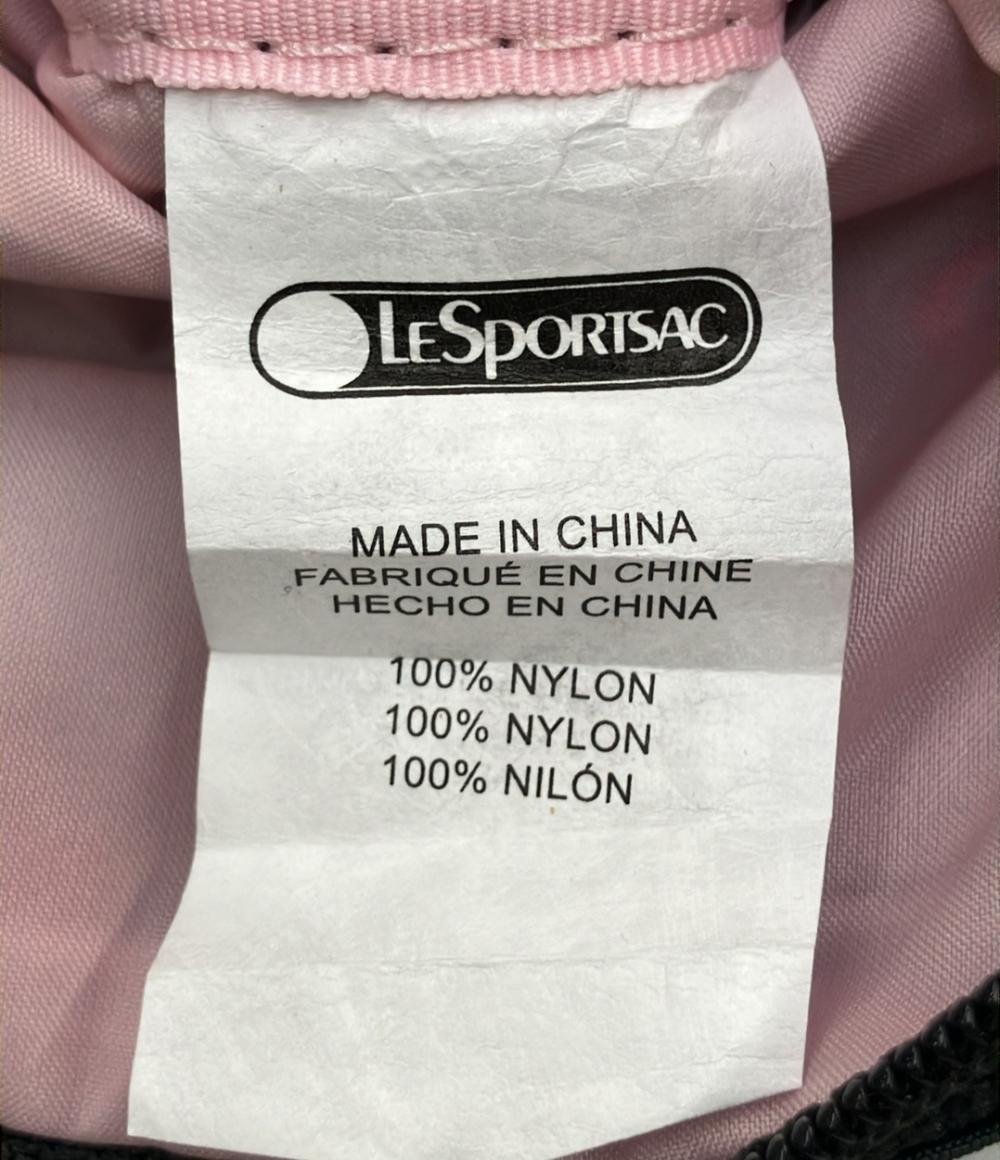 LeSportsac
MADE IN CHINA
FABRIQUÉ EN CHINE
HECHO EN CHINA
100% NYLON
100% NYLON
100% NILÓN